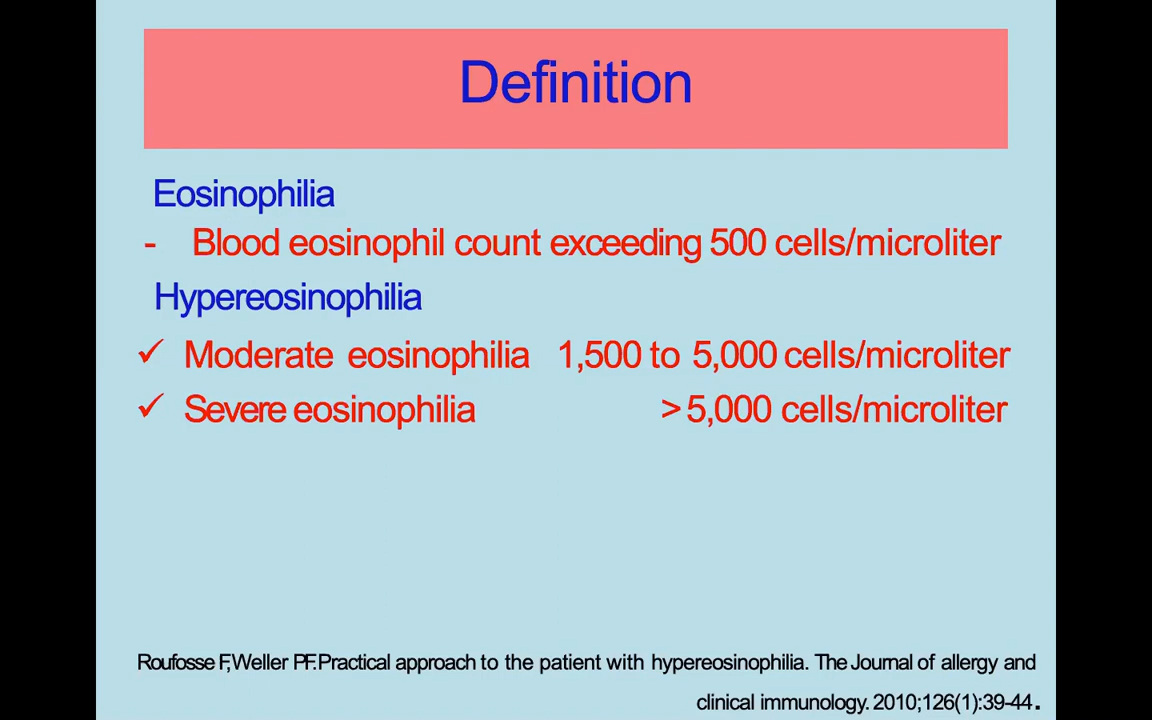 Definition
Eosinophilia
- Blood eosinophil count exceeding 500 cells/microliter
Hypereosinophilia
✓ Moderate eosinophilia 1,500 to 5,000 cells/microliter
✓ Severe eosinophilia >5,000 cells/microliter
Roufosse F,Weller PF.Practical approach to the patient with hypereosinophilia. The Journal of allergy and
clinical immunology. 2010;126(1):39-44.